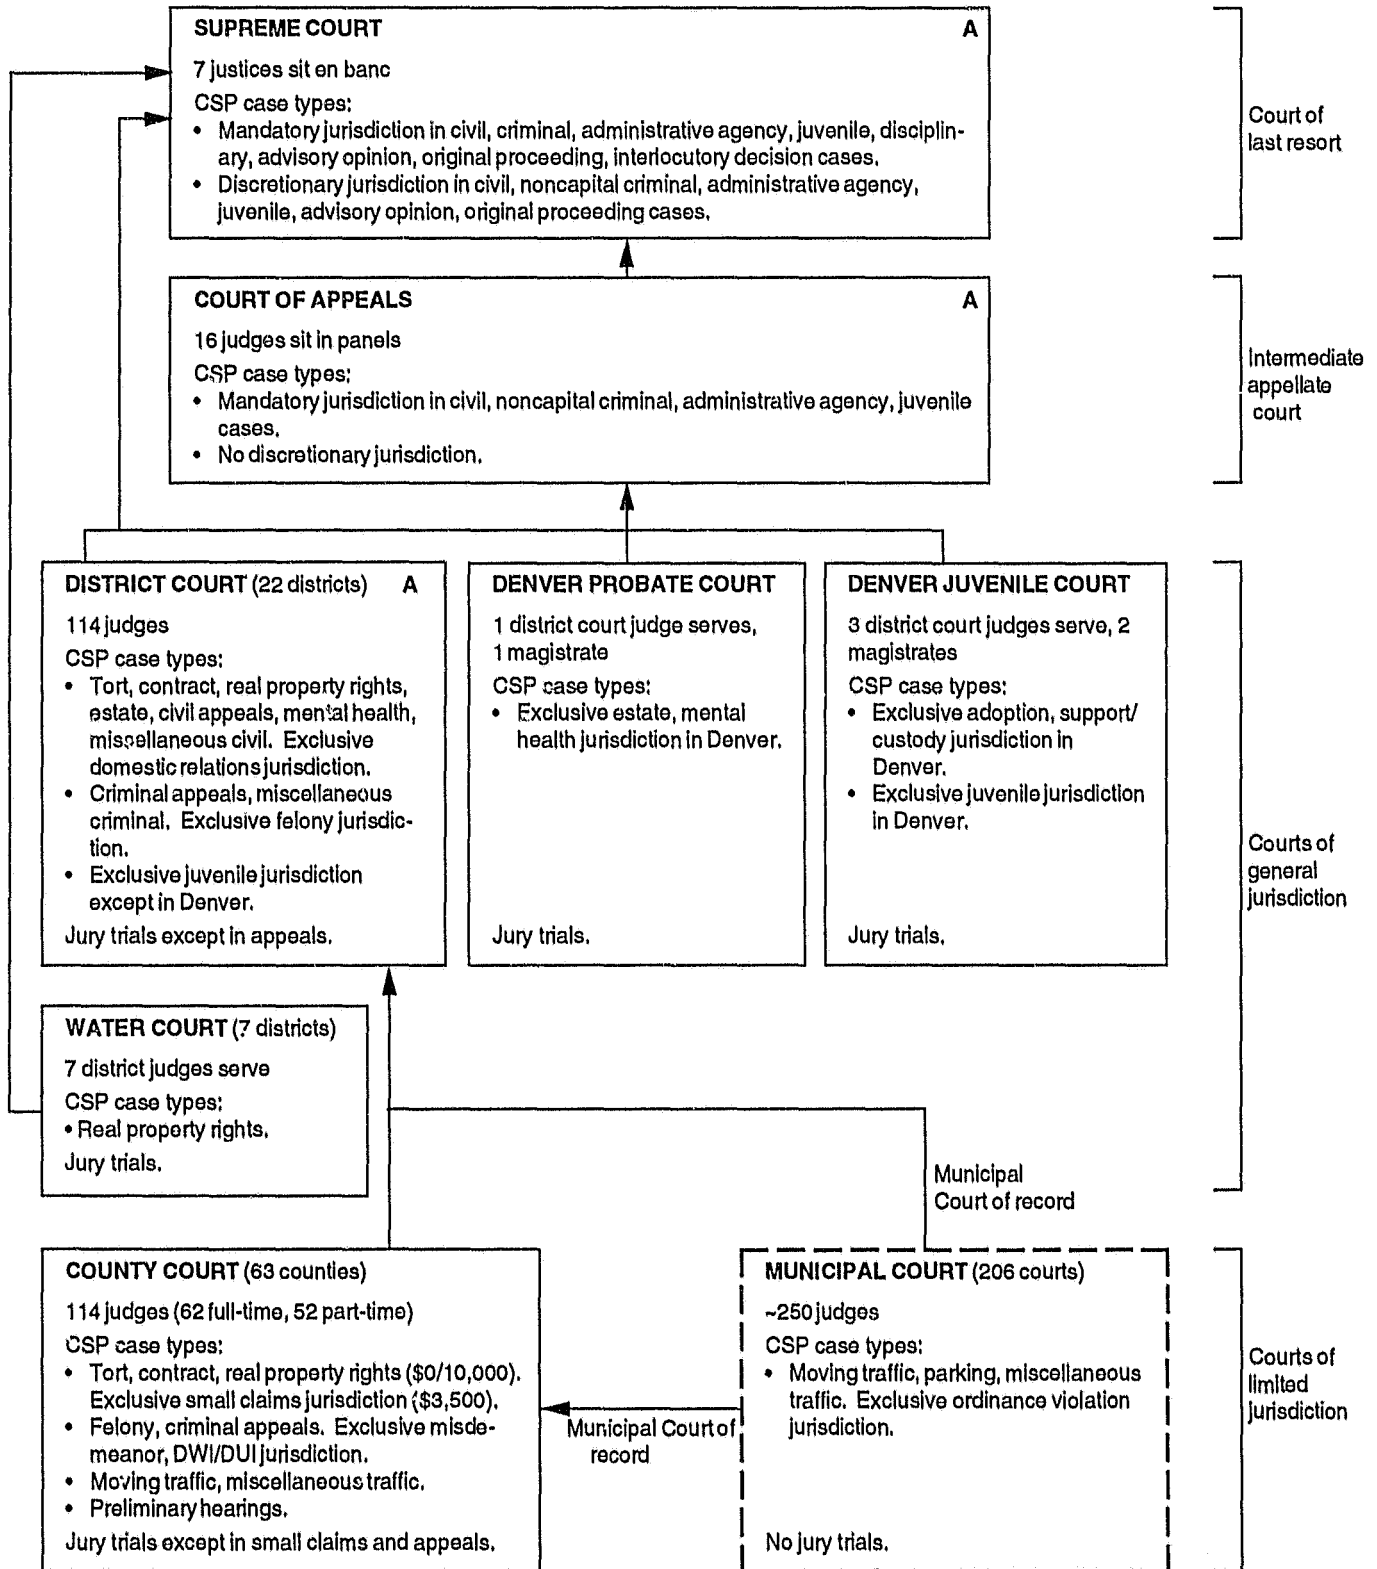 SUPREME COURT A
7 justices sit en banc
CSP case types:
• Mandatory jurisdiction in civil, criminal, administrative agency, juvenile, disciplin-
ary, advisory opinion, original proceeding, interlocutory decision cases.
• Discretionary jurisdiction in civil, noncapital criminal, administrative agency,
juvenile, advisory opinion, original proceeding cases.
Court of
last resort
COURT OF APPEALS A
16 judges sit in panels
CSP case types:
• Mandatory jurisdiction in civil, noncapital criminal, administrative agency, juvenile
cases.
• No discretionary jurisdiction.
Intermediate
appellate
court
DISTRICT COURT (22 districts) A
114 judges
CSP case types:
• Tort, contract, real property rights,
estate, civil appeals, mental health,
miscellaneous civil. Exclusive
domestic relations jurisdiction.
• Criminal appeals, miscellaneous
criminal. Exclusive felony jurisdic-
tion.
• Exclusive juvenile jurisdiction
except in Denver.
Jury trials except in appeals.
DENVER PROBATE COURT
1 district court judge serves,
1 magistrate
CSP case types:
• Exclusive estate, mental
health jurisdiction in Denver.
Jury trials.
DENVER JUVENILE COURT
3 district court judges serve, 2
magistrates
CSP case types:
• Exclusive adoption, support/
custody jurisdiction in
Denver.
• Exclusive juvenile jurisdiction
in Denver.
Jury trials.
Courts of
general
jurisdiction
WATER COURT (7 districts)
7 district judges serve
CSP case types:
• Real property rights.
Jury trials.
Municipal
Court of record
COUNTY COURT (63 counties)
114 judges (62 full-time, 52 part-time)
CSP case types:
• Tort, contract, real property rights ($0/10,000).
Exclusive small claims jurisdiction ($3,500).
• Felony, criminal appeals. Exclusive misde-
meanor, DWI/DUI jurisdiction.
• Moving traffic, miscellaneous traffic.
• Preliminary hearings.
Jury trials except in small claims and appeals.
Municipal Court of
record
MUNICIPAL COURT (206 courts)
~250 judges
CSP case types:
• Moving traffic, parking, miscellaneous
traffic. Exclusive ordinance violation
jurisdiction.
No jury trials.
Courts of
limited
jurisdiction